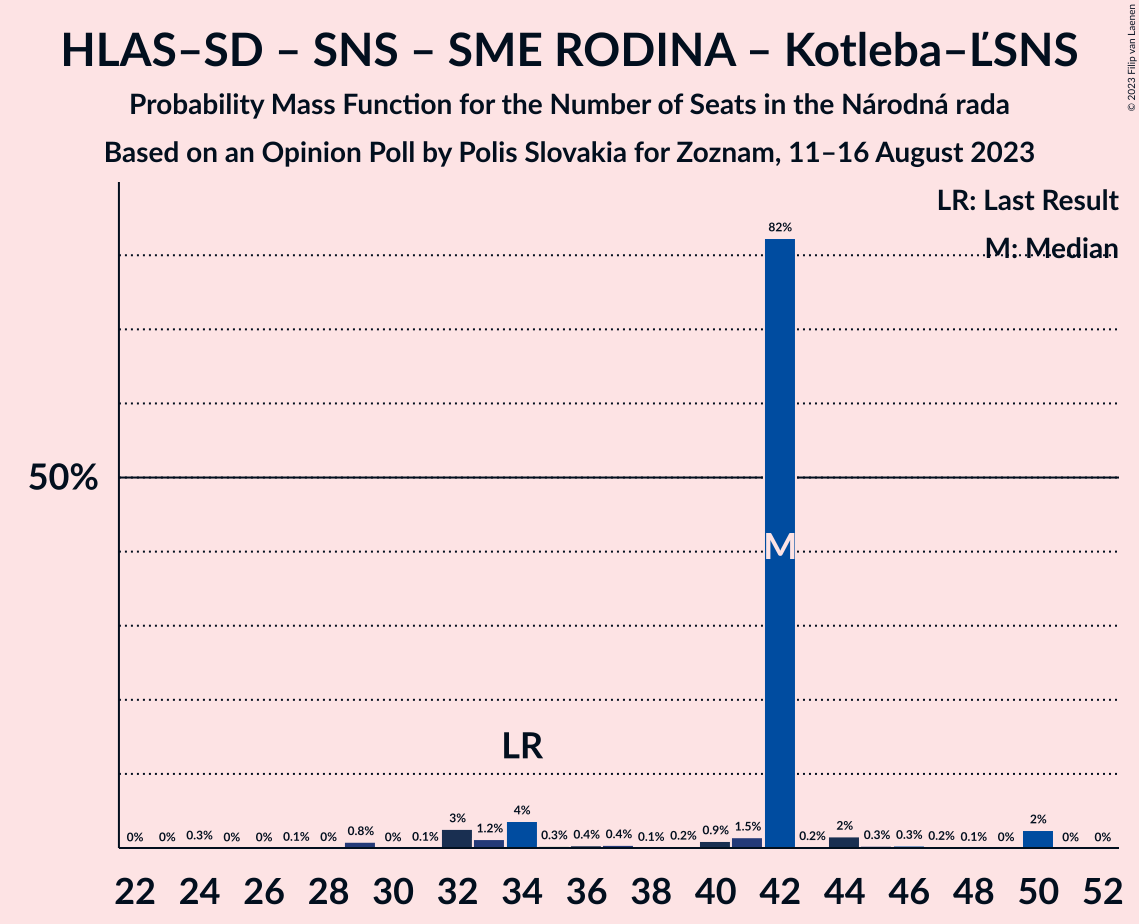 HLAS–SD – SNS – SME RODINA – Kotleba–ĽSNS
Probability Mass Function for the Number of Seats in the Národná rada
Based on an Opinion Poll by Polis Slovakia for Zoznam, 11–16 August 2023
© 2023 Filip van Laenen
LR: Last Result
M: Median
82%
50%
M
LR
0% 0% 0.3% 0% 0% 0.1% 0% 0.8% 0% 0.1% 3% 1.2% 4% 0.3% 0.4% 0.4% 0.1% 0.2% 0.9% 1.5% 0.2% 2% 0.3% 0.3% 0.2% 0.1% 0% 2% 0% 0%
22 24 26 28 30 32 34 36 38 40 42 44 46 48 50 52